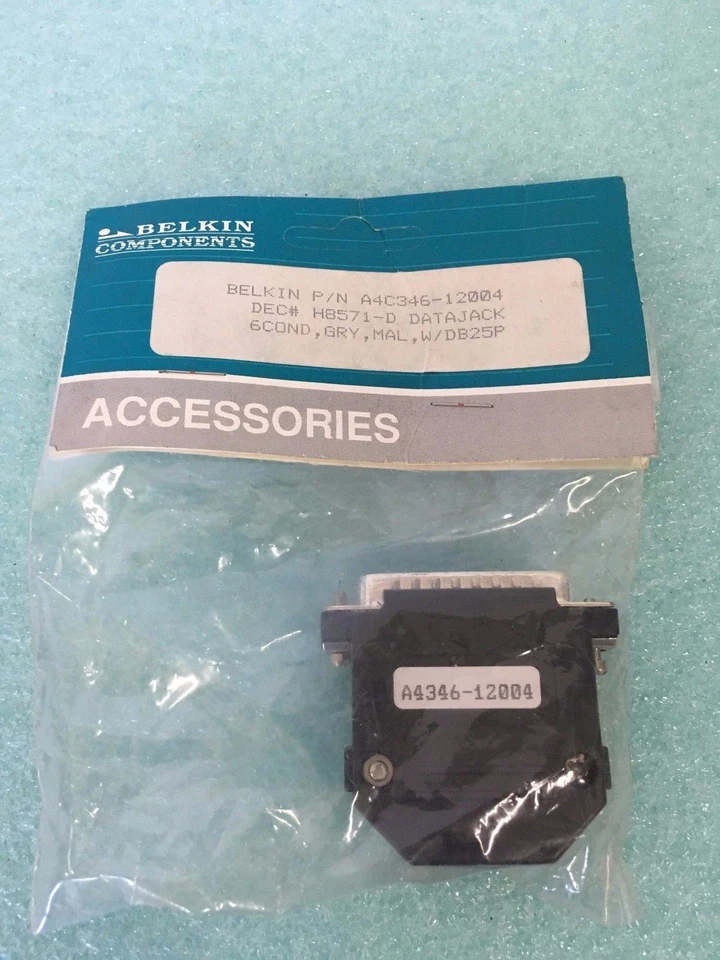 BELKIN
COMPONENTS
BELKIN P/N A4C346-12004
DEC# H8571-D DATAJACK
6COND,GRY,MAL,W/DB25P
ACCESSORIES
A4346-12004